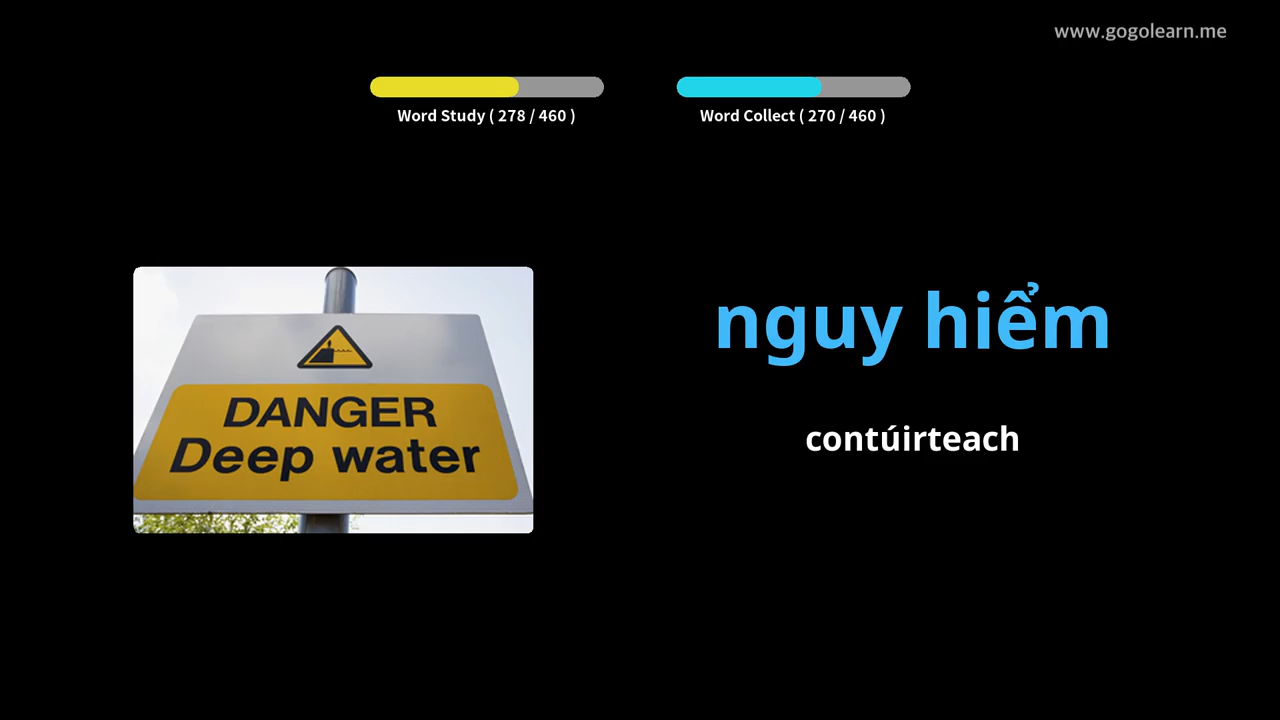 www.gogolearn.me
Word Study ( 278 / 460 )
Word Collect ( 270 / 460 )
DANGER
Deep water
nguy hiểm
contúirteach